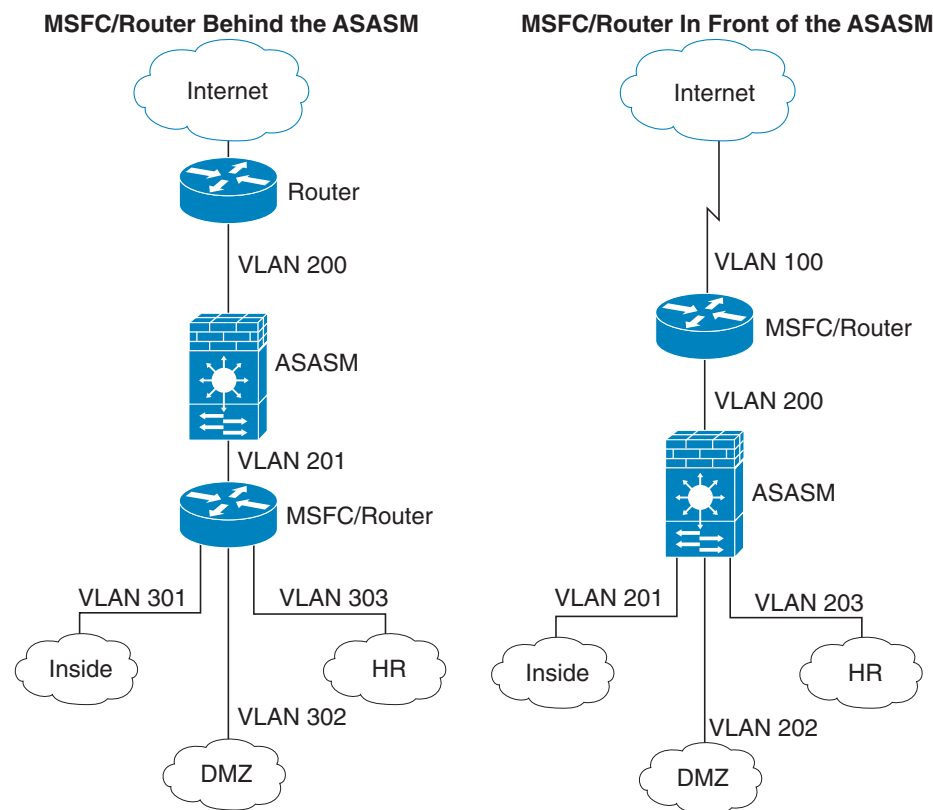 MSFC/Router Behind the ASASM
Internet
Router
VLAN 200
ASASM
VLAN 201
MSFC/Router
VLAN 301
VLAN 303
Inside
HR
VLAN 302
DMZ
MSFC/Router In Front of the ASASM
Internet
VLAN 100
MSFC/Router
VLAN 200
ASASM
VLAN 201
VLAN 203
Inside
HR
VLAN 202
DMZ